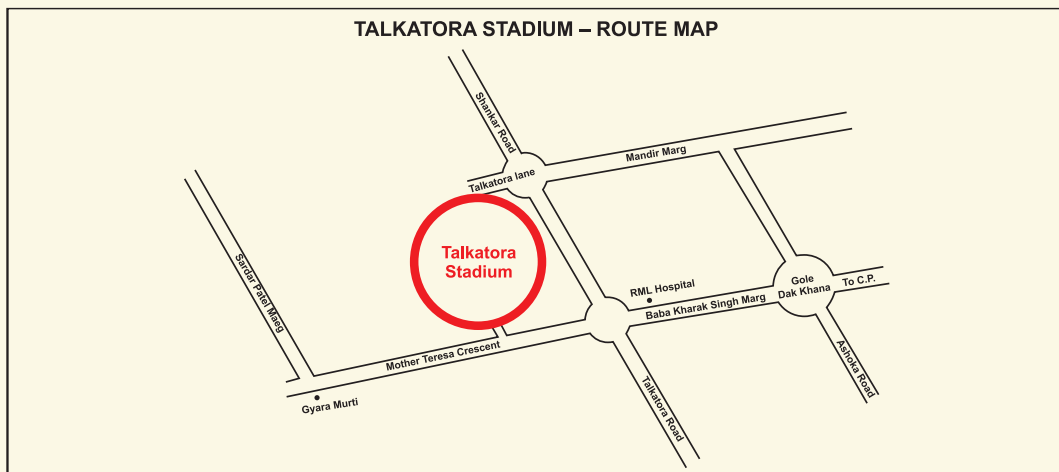 TALKATORA STADIUM – ROUTE MAP
Shankar Road
Mandir Marg
Talkatora lane
Talkatora
Stadium
Sardar Patel Maeg
RML Hospital
Gole
Dak Khana
To C.P.
Baba Kharak Singh Marg
Mother Teresa Crescent
Ashoka Road
Talkatora Road
Gyara Murti